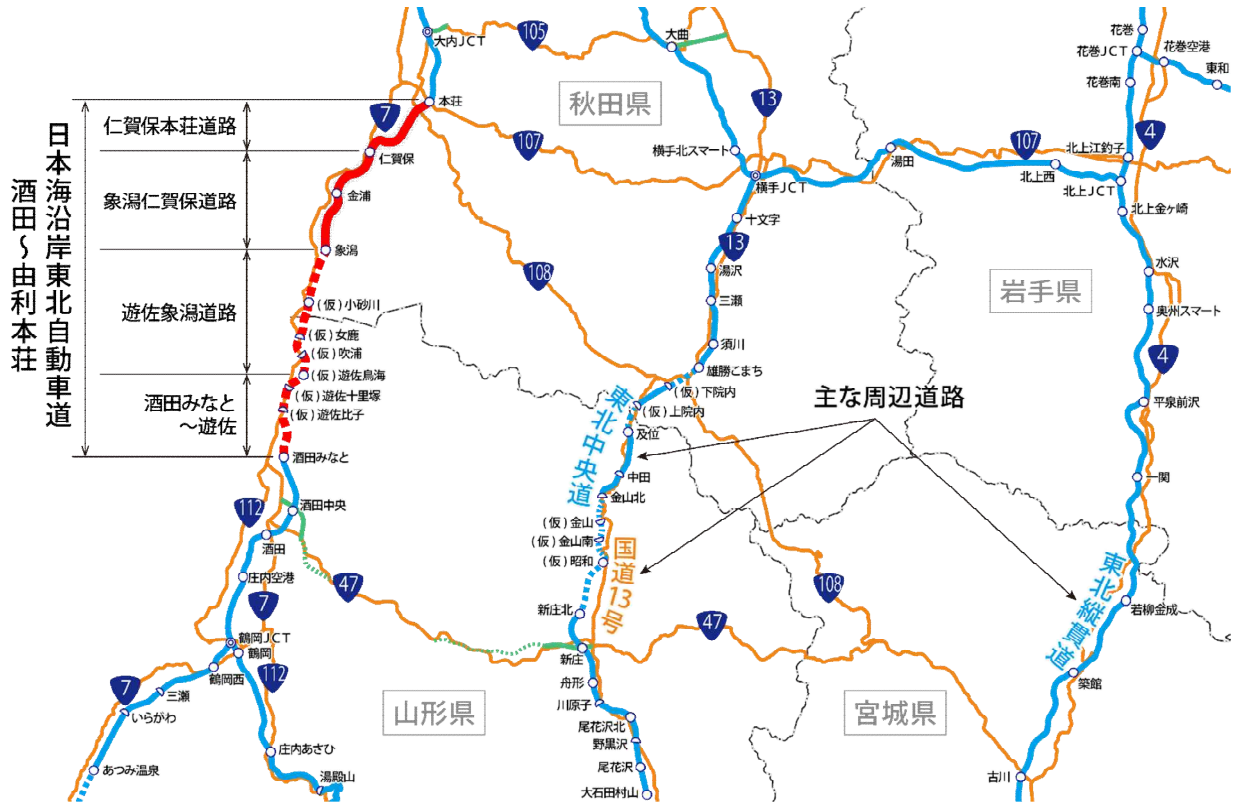 日本海沿岸東北自動車道
酒田～由利本荘
仁賀保本荘道路
象潟仁賀保道路
遊佐象潟道路
酒田みなと
～遊佐
大内JCT
本荘
仁賀保
金浦
象潟
(仮)小砂川
(仮)女鹿
(仮)吹浦
(仮)遊佐鳥海
(仮)遊佐十里塚
(仮)遊佐比子
酒田みなと
酒田中央
酒田
庄内空港
鶴岡JCT
鶴岡
鶴岡西
三瀬
いらがわ
あつみ温泉
庄内あさひ
湯殿山
7
105
107
108
112
47
7
112
7
秋田県
大曲
13
横手北スマート
横手JCT
十文字
13
湯沢
三瀬
須川
雄勝こまち
(仮)下院内
(仮)上院内
及位
中田
金山北
(仮)金山
(仮)金山南
(仮)昭和
新庄北
新庄
舟形
川原子
尾花沢北
野黒沢
尾花沢
大石田村山
東北中央道
国道13号
主な周辺道路
山形県
47
108
宮城県
岩手県
湯田
107
北上西
北上JCT
北上江釣子
4
花巻
花巻JCT
花巻空港
東和
花巻南
北上金ヶ崎
水沢
奥州スマート
4
平泉前沢
一関
若柳金成
築館
古川
東北縦貫道